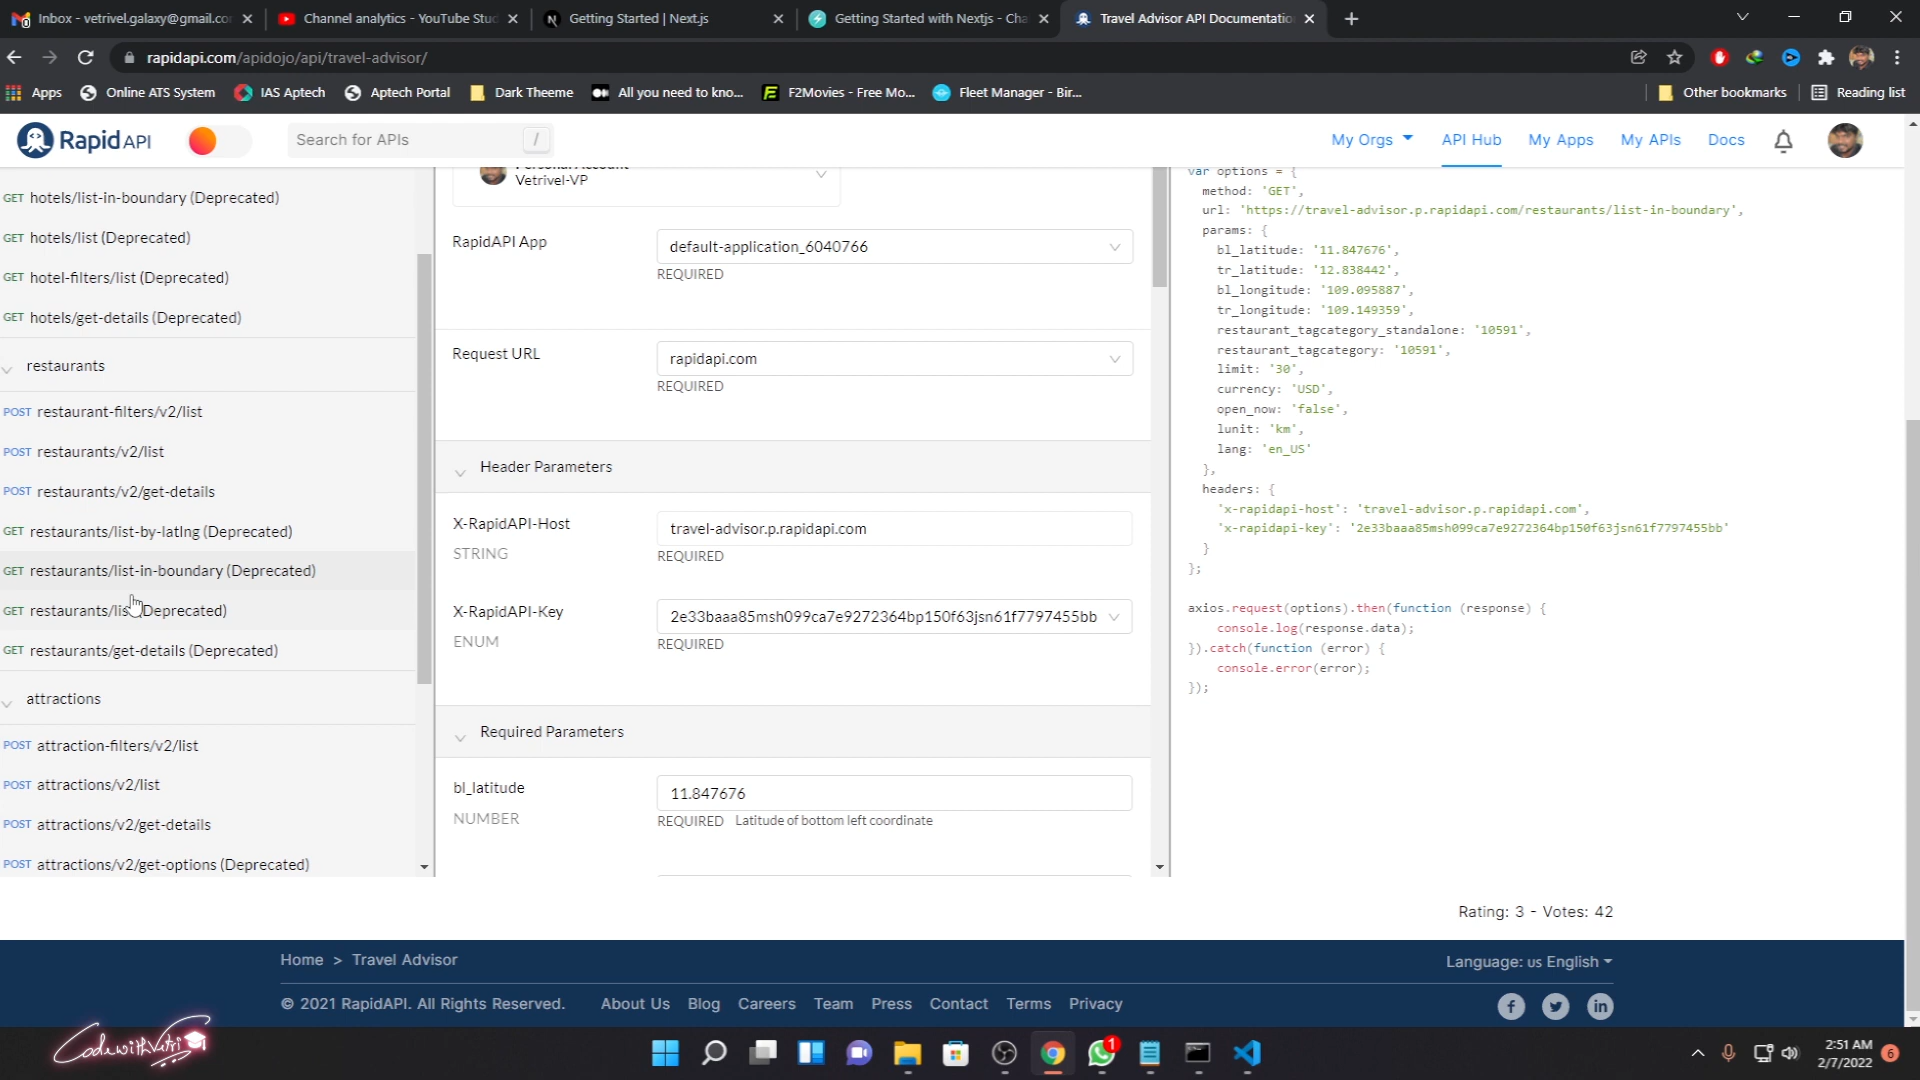 Inbox - vetrivel.galaxy@gmail.co
Channel analytics - YouTube Stu
Getting Started | Next.js
Getting Started with Nextjs - Cha
Travel Advisor API Documentatio
rapidapi.com/apidojo/api/travel-advisor/
Apps
Online ATS System
IAS Aptech
Aptech Portal
Dark Theeme
All you need to kno...
F2Movies - Free Mo...
Fleet Manager - Bir...
Other bookmarks
Reading list
Rapid API
Search for APIs
/
My Orgs
API Hub
My Apps
My APIs
Docs
GET hotels/list-in-boundary (Deprecated)
GET hotels/list (Deprecated)
GET hotel-filters/list (Deprecated)
GET hotels/get-details (Deprecated)
restaurants
POST restaurant-filters/v2/list
POST restaurants/v2/list
POST restaurants/v2/get-details
GET restaurants/list-by-latlng (Deprecated)
GET restaurants/list-in-boundary (Deprecated)
GET restaurants/list (Deprecated)
GET restaurants/get-details (Deprecated)
attractions
POST attraction-filters/v2/list
POST attractions/v2/list
POST attractions/v2/get-details
POST attractions/v2/get-options (Deprecated)
Vetrivel-VP
RapidAPI App
default-application_6040766
REQUIRED
Request URL
rapidapi.com
REQUIRED
Header Parameters
X-RapidAPI-Host
travel-advisor.p.rapidapi.com
STRING
REQUIRED
X-RapidAPI-Key
2e33baaa85msh099ca7e9272364bp150f63jsn61f7797455bb
ENUM
REQUIRED
Required Parameters
bl_latitude
11.847676
NUMBER
REQUIRED Latitude of bottom left coordinate
var options = {
method: 'GET',
url: 'https://travel-advisor.p.rapidapi.com/restaurants/list-in-boundary',
params: {
bl_latitude: '11.847676',
tr_latitude: '12.838442',
bl_longitude: '109.095887',
tr_longitude: '109.149359',
restaurant_tagcategory_standalone: '10591',
restaurant_tagcategory: '10591',
limit: '30',
currency: 'USD',
open_now: 'false',
lunit: 'km',
lang: 'en_US'
},
headers: {
'x-rapidapi-host': 'travel-advisor.p.rapidapi.com',
'x-rapidapi-key': '2e33baaa85msh099ca7e9272364bp150f63jsn61f7797455bb'
}
};
axios.request(options).then(function (response) {
console.log(response.data);
}).catch(function (error) {
console.error(error);
});
Rating: 3 - Votes: 42
Home > Travel Advisor
Language: us English
© 2021 RapidAPI. All Rights Reserved.
About Us
Blog
Careers
Team
Press
Contact
Terms
Privacy
CodewithVetri
1
2:51 AM
2/7/2022
6